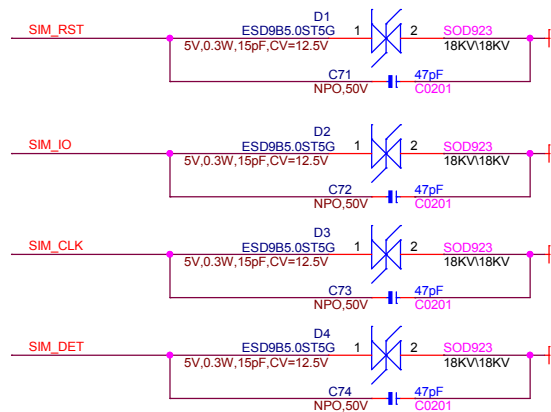 D1
SIM_RST
ESD9B5.0ST5G 1 2 SOD923
5V,0.3W,15pF,CV=12.5V 18KV\18KV
C71 47pF
NPO,50V C0201
D2
SIM_IO
ESD9B5.0ST5G 1 2 SOD923
5V,0.3W,15pF,CV=12.5V 18KV\18KV
C72 47pF
NPO,50V C0201
D3
SIM_CLK
ESD9B5.0ST5G 1 2 SOD923
5V,0.3W,15pF,CV=12.5V 18KV\18KV
C73 47pF
NPO,50V C0201
D4
SIM_DET
ESD9B5.0ST5G 1 2 SOD923
5V,0.3W,15pF,CV=12.5V 18KV\18KV
C74 47pF
NPO,50V C0201